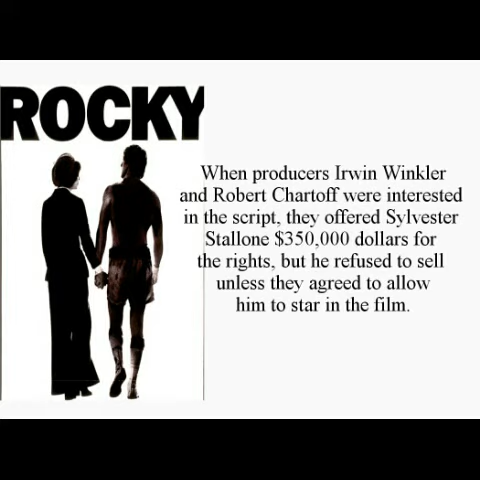 ROCKY
When producers Irwin Winkler
and Robert Chartoff were interested
in the script, they offered Sylvester
Stallone $350,000 dollars for
the rights, but he refused to sell
unless they agreed to allow
him to star in the film.